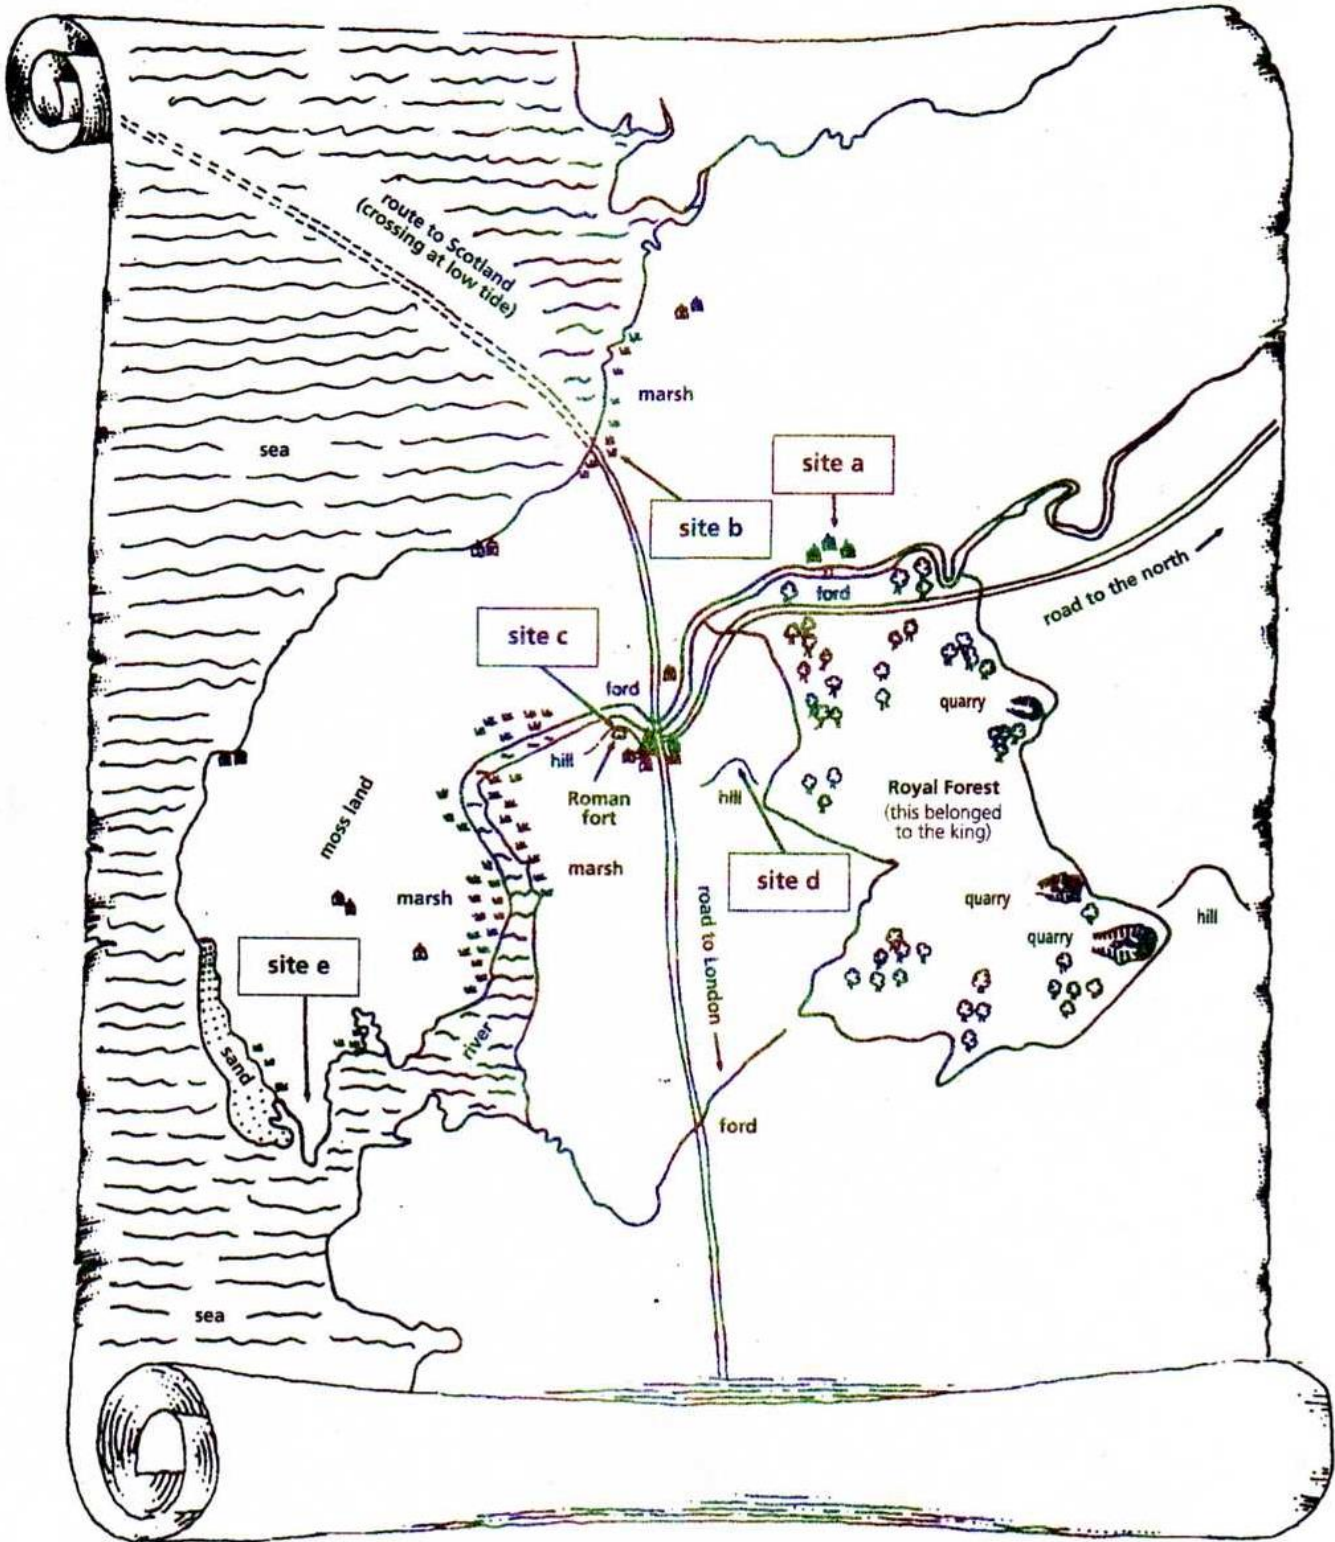 route to Scotland
(crossing at low tide)
marsh
sea
site a
site b
ford
road to the north
site c
ford
quarry
hill
Roman
fort
hill
Royal Forest
(this belonged
to the king)
moss land
marsh
site d
marsh
quarry
hill
road to London
quarry
site e
river
sand
ford
sea